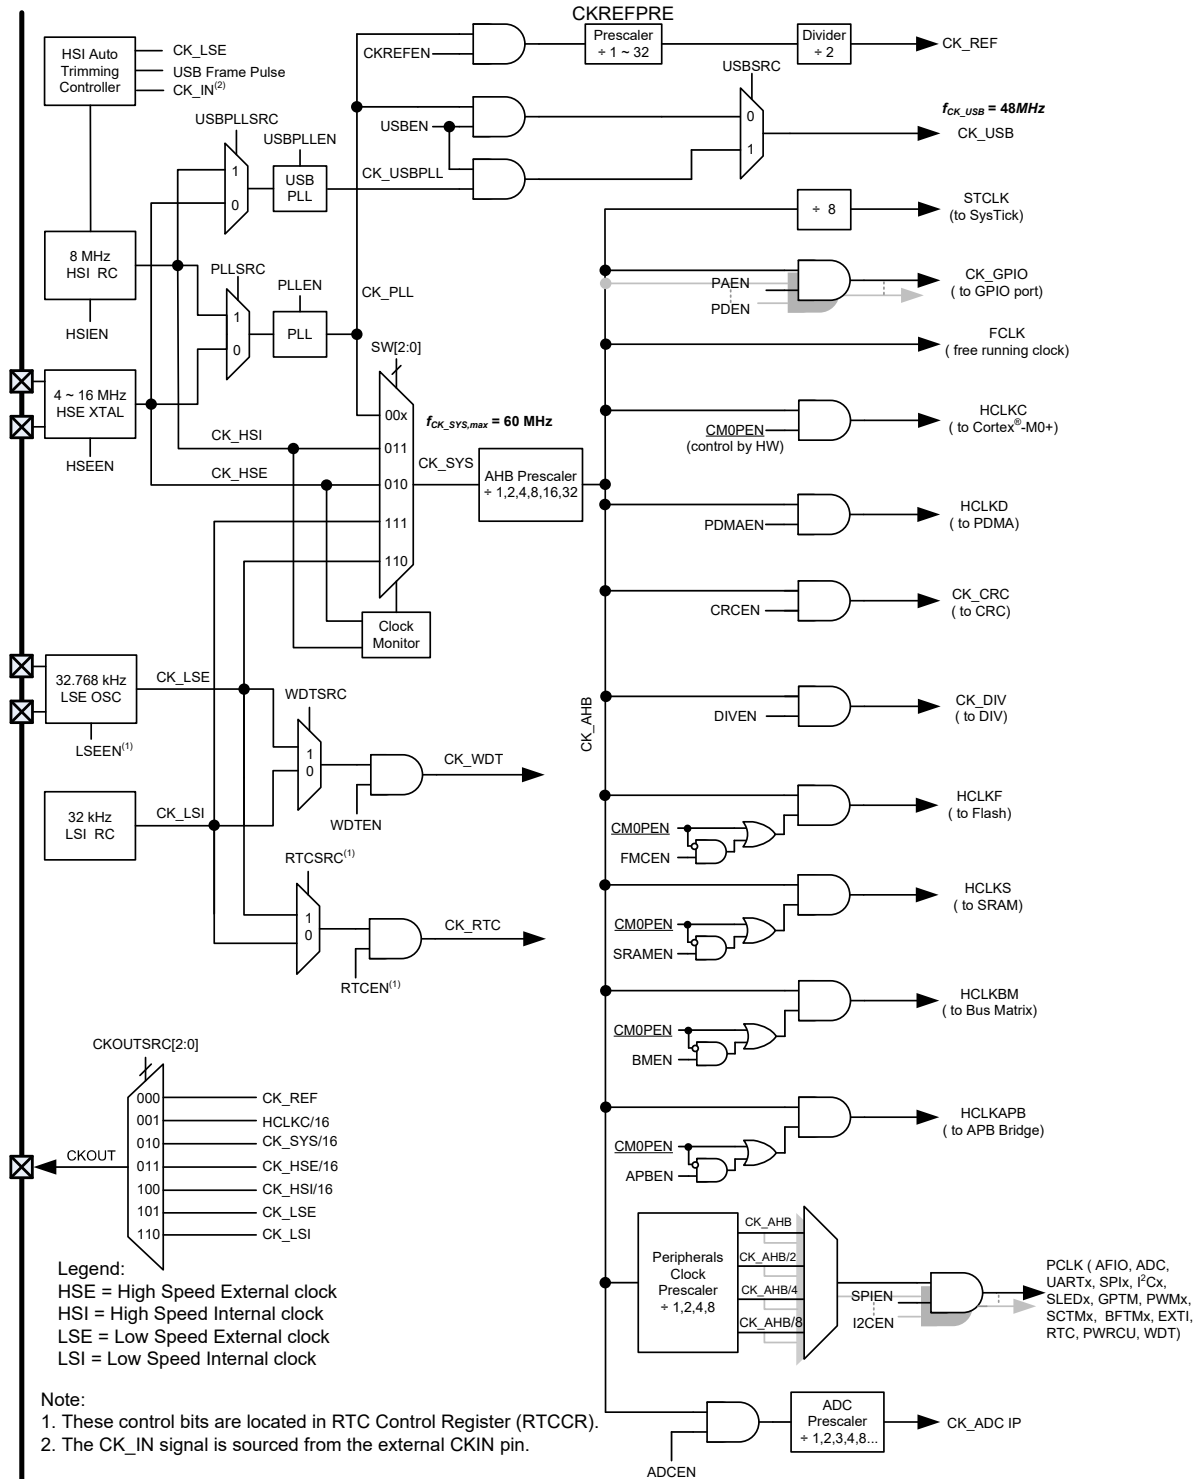 CKREFPRE
HSI Auto
Trimming
Controller
CK_LSE
USB Frame Pulse
CK_IN(2)
CKREFEN
Prescaler
÷ 1 ~ 32
Divider
÷ 2
CK_REF
USBSRC
0
1
fCK_USB = 48MHz
CK_USB
USBEN
USBPLLSRC
1
0
USBPLLEN
USB
PLL
CK_USBPLL
8 MHz
HSI RC
HSIEN
PLLSRC
1
0
PLLEN
PLL
CK_PLL
4 ~ 16 MHz
HSE XTAL
HSEEN
SW[2:0]
00x
011
010
111
110
fCK_SYS,max = 60 MHz
CK_HSI
CK_HSE
CK_SYS
AHB Prescaler
÷ 1,2,4,8,16,32
Clock
Monitor
32.768 kHz
LSE OSC
LSEEN(1)
CK_LSE
WDTSRC
1
0
WDTEN
CK_WDT
32 kHz
LSI RC
CK_LSI
RTCSRC(1)
1
0
RTCEN(1)
CK_RTC
CK_AHB
÷ 8
STCLK
(to SysTick)
PAEN
PDEN
CK_GPIO
( to GPIO port)
FCLK
( free running clock)
CM0PEN
(control by HW)
HCLKC
( to Cortex®-M0+)
PDMAEN
HCLKD
( to PDMA)
CRCEN
CK_CRC
( to CRC)
DIVEN
CK_DIV
( to DIV)
CM0PEN
FMCEN
HCLKF
( to Flash)
CM0PEN
SRAMEN
HCLKS
( to SRAM)
CM0PEN
BMEN
HCLKBM
( to Bus Matrix)
CM0PEN
APBEN
HCLKAPB
( to APB Bridge)
Peripherals
Clock
Prescaler
÷ 1,2,4,8
CK_AHB
CK_AHB/2
CK_AHB/4
CK_AHB/8
SPIEN
I2CEN
PCLK ( AFIO, ADC,
UARTx, SPIx, I2Cx,
SLEDx, GPTM, PWMx,
SCTMx, BFTMx, EXTI,
RTC, PWRCU, WDT)
ADCEN
ADC
Prescaler
÷ 1,2,3,4,8...
CK_ADC IP
CKOUTSRC[2:0]
CKOUT
000 CK_REF
001 HCLKC/16
010 CK_SYS/16
011 CK_HSE/16
100 CK_HSI/16
101 CK_LSE
110 CK_LSI
Legend:
HSE = High Speed External clock
HSI = High Speed Internal clock
LSE = Low Speed External clock
LSI = Low Speed Internal clock
Note:
1. These control bits are located in RTC Control Register (RTCCR).
2. The CK_IN signal is sourced from the external CKIN pin.